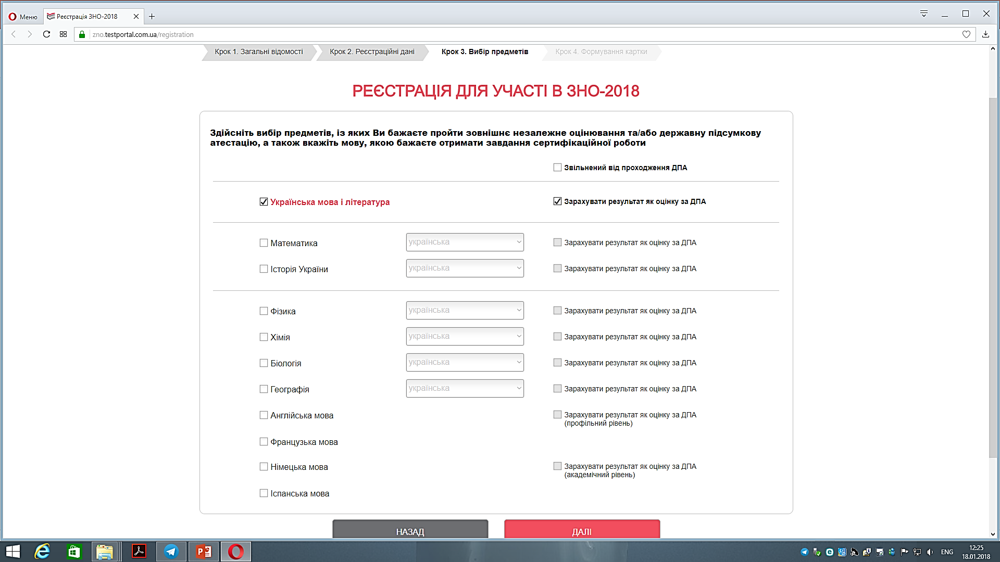 Меню
Реєстрація ЗНО-2018
zno.testportal.com.ua/registration
Крок 1. Загальні відомості
Крок 2. Реєстраційні дані
Крок 3. Вибір предметів
Крок 4. Формування картки
РЕЄСТРАЦІЯ ДЛЯ УЧАСТІ В ЗНО-2018
Здійсніть вибір предметів, із яких Ви бажаєте пройти зовнішнє незалежне оцінювання та/або державну підсумкову
атестацію, а також вкажіть мову, якою бажаєте отримати завдання сертифікаційної роботи
Звільнений від проходження ДПА
Українська мова і література
Зарахувати результат як оцінку за ДПА
Математика
українська
Зарахувати результат як оцінку за ДПА
Історія України
українська
Зарахувати результат як оцінку за ДПА
Фізика
українська
Зарахувати результат як оцінку за ДПА
Хімія
українська
Зарахувати результат як оцінку за ДПА
Біологія
українська
Зарахувати результат як оцінку за ДПА
Географія
українська
Зарахувати результат як оцінку за ДПА
Англійська мова
Зарахувати результат як оцінку за ДПА
(профільний рівень)
Французька мова
Німецька мова
Зарахувати результат як оцінку за ДПА
(академічний рівень)
Іспанська мова
НАЗАД
ДАЛІ
ENG
12:25
18.01.2018